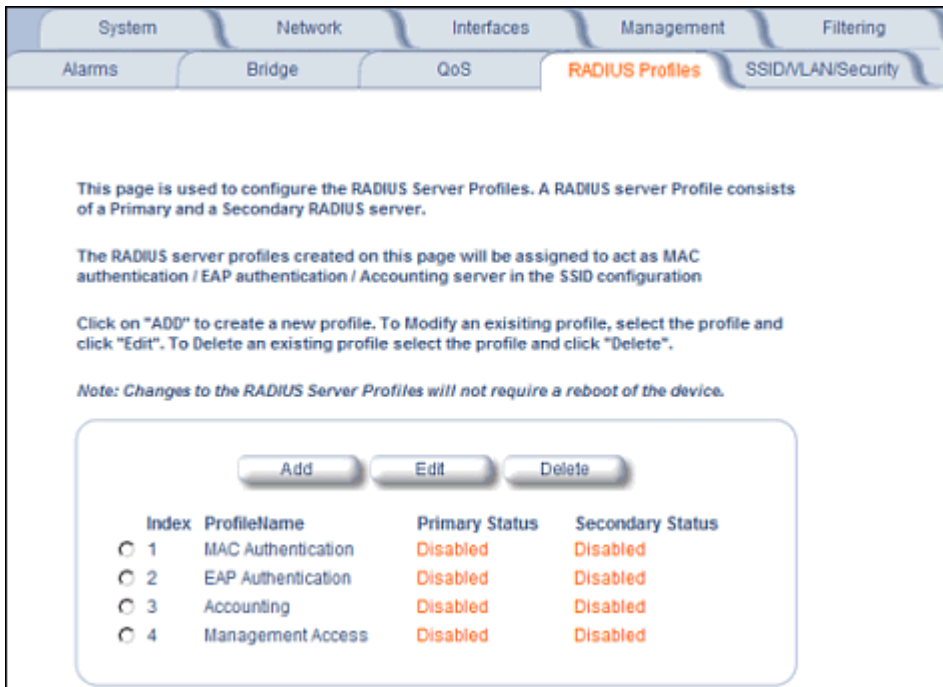 System Network Interfaces Management Filtering
Alarms Bridge QoS RADIUS Profiles SSID/VLAN/Security
This page is used to configure the RADIUS Server Profiles. A RADIUS server Profile consists
of a Primary and a Secondary RADIUS server.
The RADIUS server profiles created on this page will be assigned to act as MAC
authentication / EAP authentication / Accounting server in the SSID configuration
Click on "ADD" to create a new profile. To Modify an exisiting profile, select the profile and
click "Edit". To Delete an existing profile select the profile and click "Delete".
Note: Changes to the RADIUS Server Profiles will not require a reboot of the device.
Add Edit Delete
Index ProfileName Primary Status Secondary Status
1 MAC Authentication Disabled Disabled
2 EAP Authentication Disabled Disabled
3 Accounting Disabled Disabled
4 Management Access Disabled Disabled